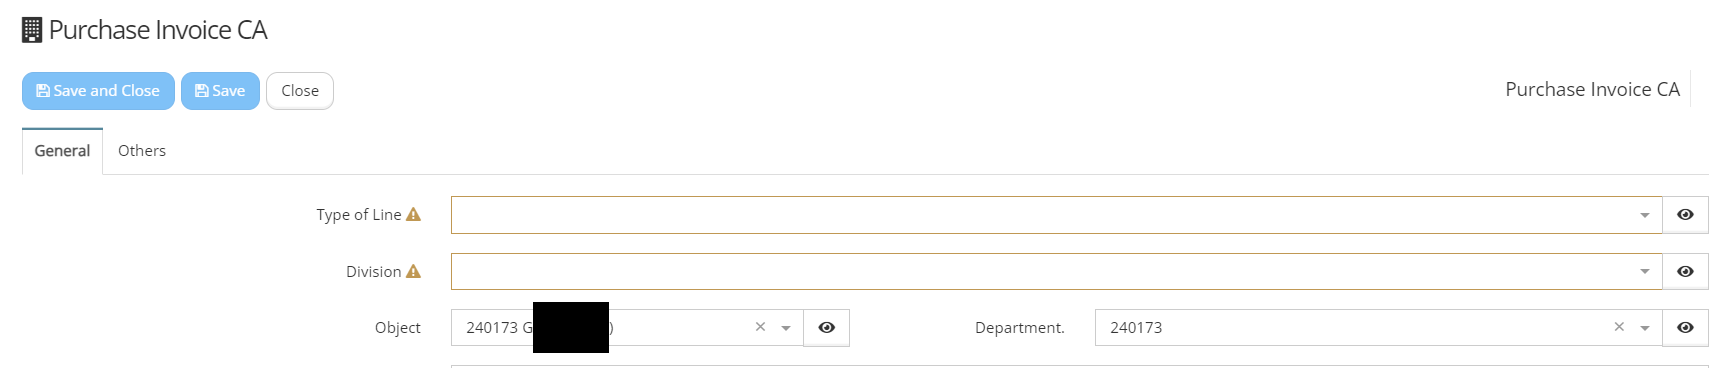 Purchase Invoice CA
Save and Close Save Close
Purchase Invoice CA
General Others
Type of Line
Division
Object 240173 G ) Department. 240173